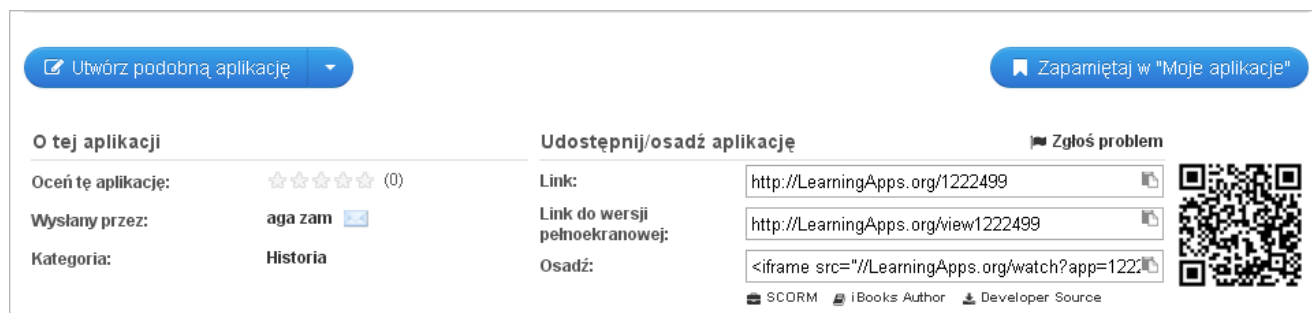 Utwórz podobną aplikację
Zapamiętaj w "Moje aplikacje"
O tej aplikacji
Oceń tę aplikację: (0)
Wysłany przez: aga zam
Kategoria: Historia
Udostępnij/osadź aplikację
Zgłoś problem
Link: http://LearningApps.org/1222499
Link do wersji
pełnoekranowej: http://LearningApps.org/view1222499
Osadź: <iframe src="//LearningApps.org/watch?app=1222
SCORM iBooks Author Developer Source